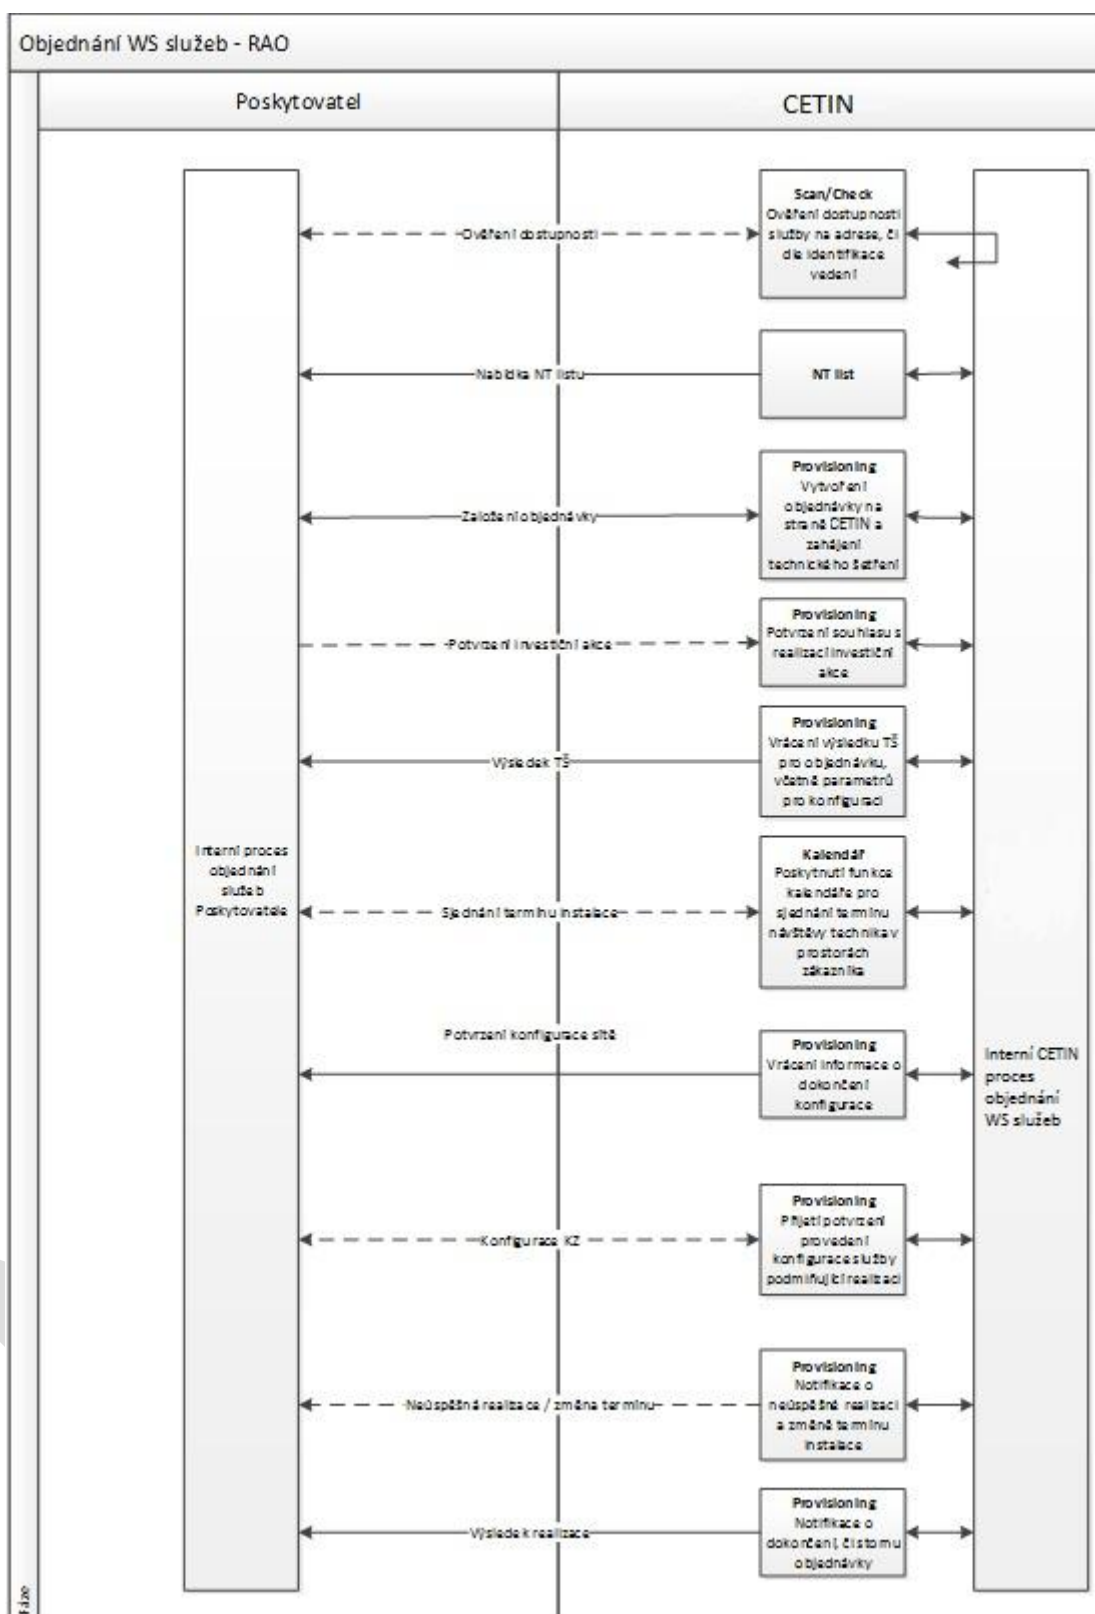 Objednání WS služeb - RAO
Poskytovatel
CETIN
Scan/Check
Ověření dostupnosti
služby na adrese, či
dle identifikace
vedení
Ověření dostupnosti
NT list
Nabídka NT listu
Provisioning
Vytvoření
objednávky na
straně CETIN a
zahájení
technického šetření
Založení objednávky
Provisioning
Potvrzení souhlasu s
realizací investiční
akce
Potvrzení investiční akce
Provisioning
Vrácení výsledku TŠ
pro objednávku,
včetně parametrů
pro konfiguraci
Výsledek TŠ
Interní proces
objednání
služeb
Poskytovatele
Kalendář
Poskytnutí funkce
kalendáře pro
sjednání termínu
návštěvy technika v
prostorách
zákazníka
Sjednání termínu instalace
Potvrzení konfigurace sítě
Provisioning
Vrácení informace o
dokončení
konfigurace
Interní CETIN
proces
objednání
WS služeb
Provisioning
Přijetí potvrzení
provedení
konfigurace služby
podmiňující realizaci
Konfigurace KZ
Provisioning
Notifikace o
neúspěšné realizaci
a změně termínu
instalace
Neúspěšná realizace / změna termínu
Provisioning
Notifikace o
dokončení, či stornu
objednávky
Výsledek realizace
Fáze